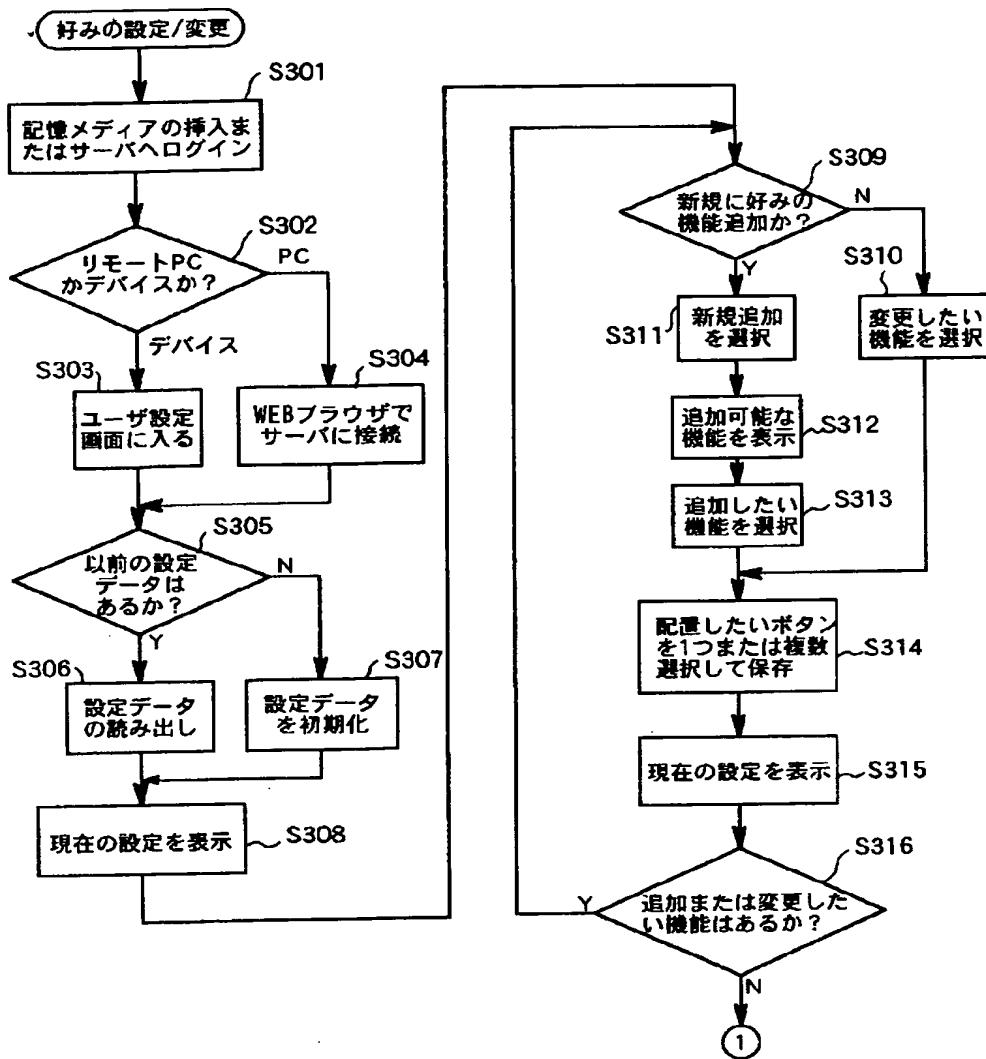 好みの設定/変更
S301
記憶メディアの挿入ま
たはサーバへログイン
S302
リモートPC
かデバイスか？
PC
デバイス
S303
ユーザ設定
画面に入る
S304
WEBブラウザで
サーバに接続
S305
以前の設定
データは
あるか？
N
Y
S306
設定データ
の読み出し
S307
設定データ
を初期化
現在の設定を表示
S308
S309
新規に好みの
機能追加か？
N
Y
S310
変更したい
機能を選択
S311
新規追加
を選択
追加可能な
機能を表示
S312
追加したい
機能を選択
S313
配置したいボタン
を1つまたは複数
選択して保存
S314
現在の設定を表示
S315
S316
追加または変更した
い機能はあるか？
Y
N
1